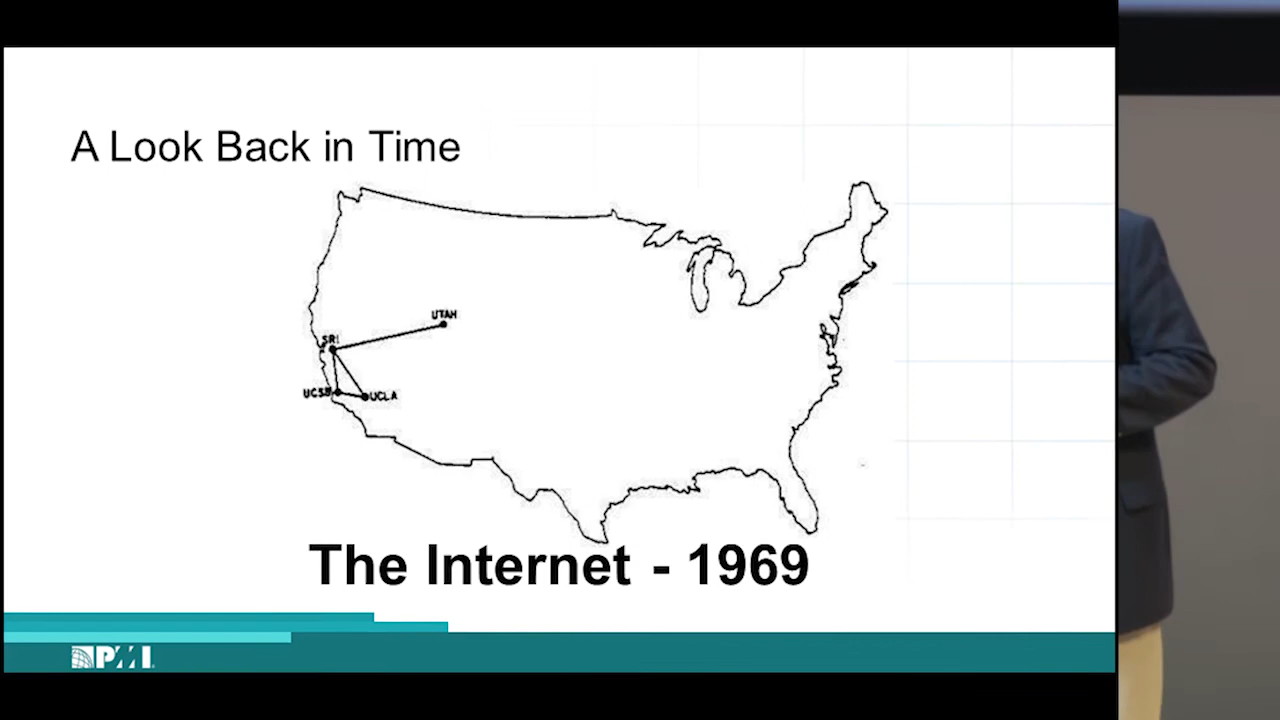 A Look Back in Time
UTAH
SRI
UCSB
UCLA
The Internet - 1969
PMI